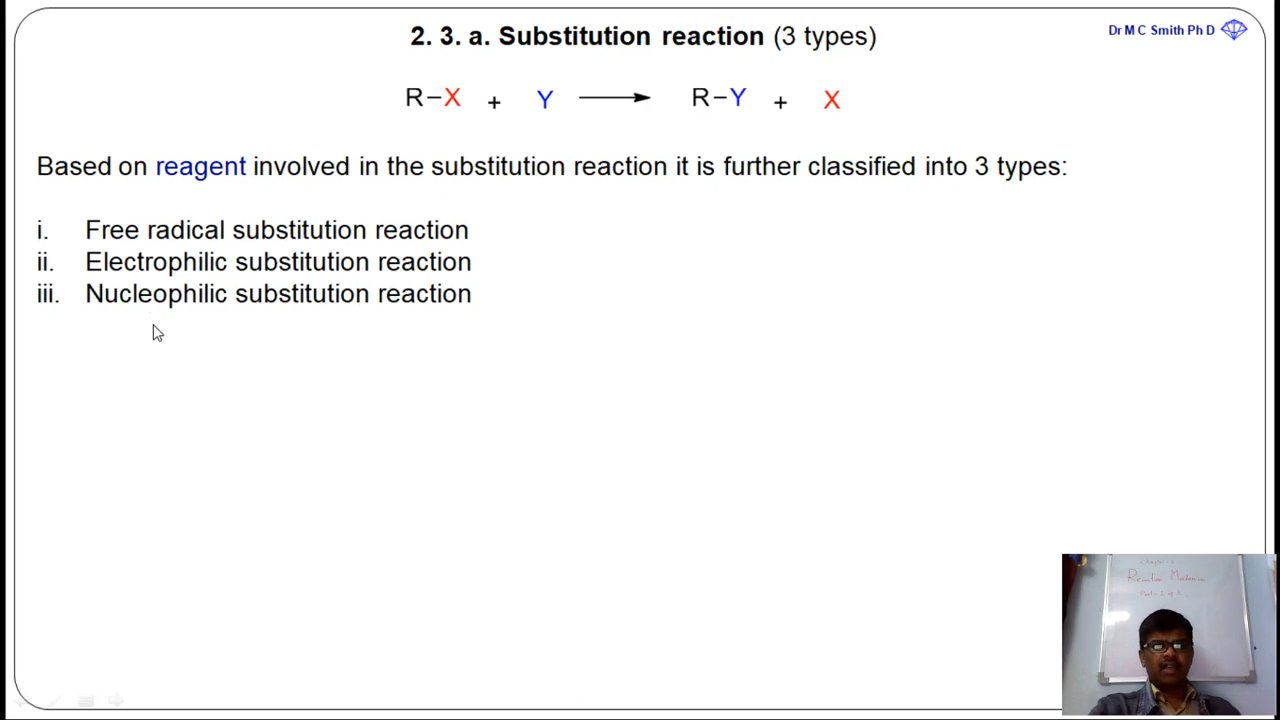 2. 3. a. Substitution reaction (3 types)
Dr M C Smith Ph D
R–X + Y ⟶ R–Y + X
Based on reagent involved in the substitution reaction it is further classified into 3 types:
i. Free radical substitution reaction
ii. Electrophilic substitution reaction
iii. Nucleophilic substitution reaction